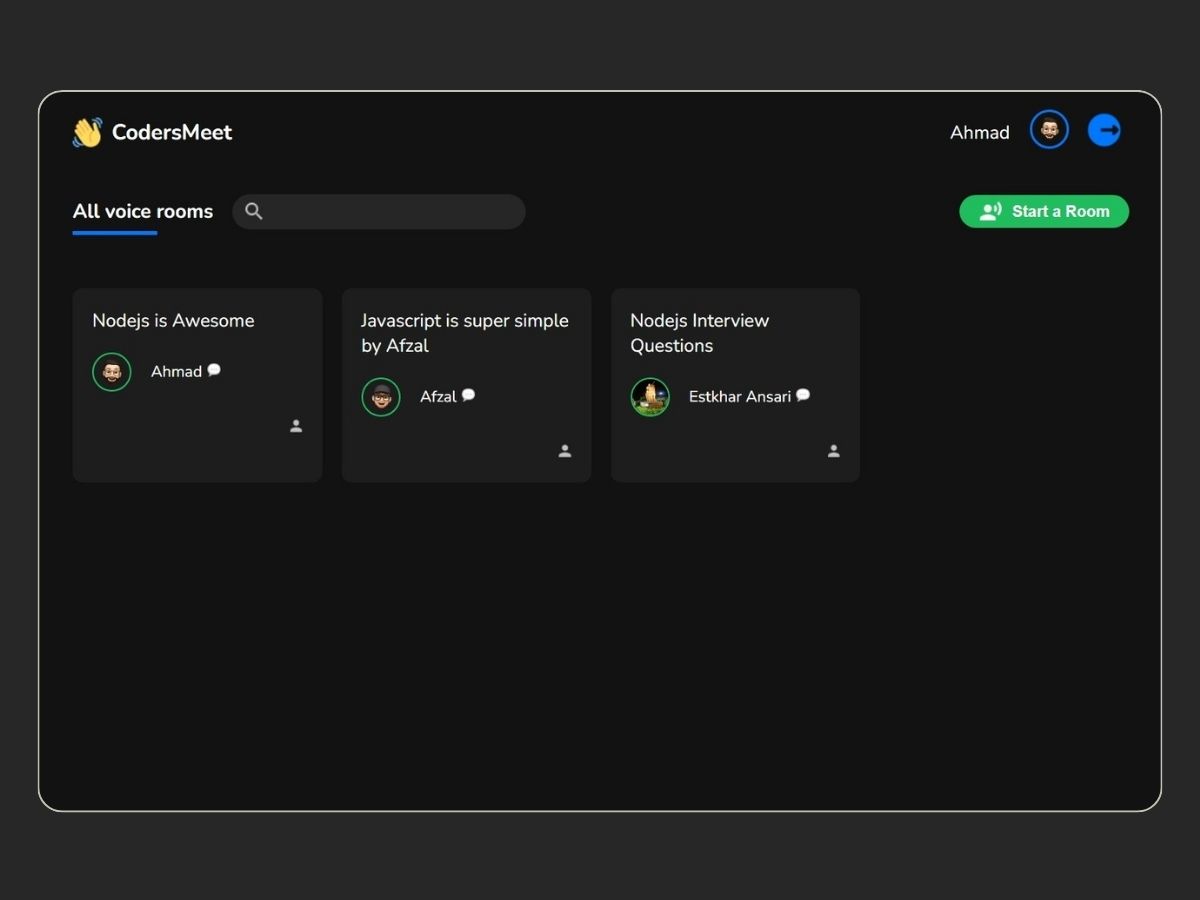 CodersMeet
Ahmad
All voice rooms
Start a Room
Nodejs is Awesome
Ahmad
Javascript is super simple
by Afzal
Afzal
Nodejs Interview
Questions
Estkhar Ansari